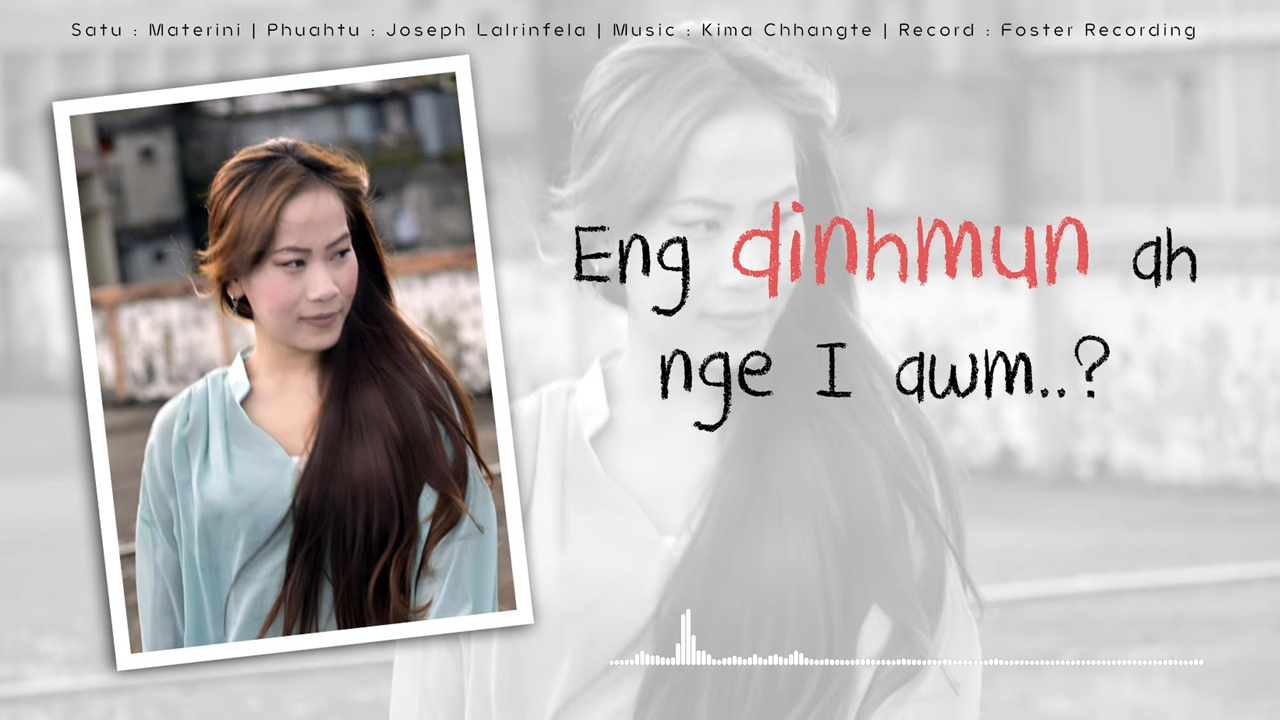 Satu : Materini | Phuahtu : Joseph Lalrinfela | Music : Kima Chhangte | Record : Foster Recording
Eng dinhmun ah
nge I awm..?